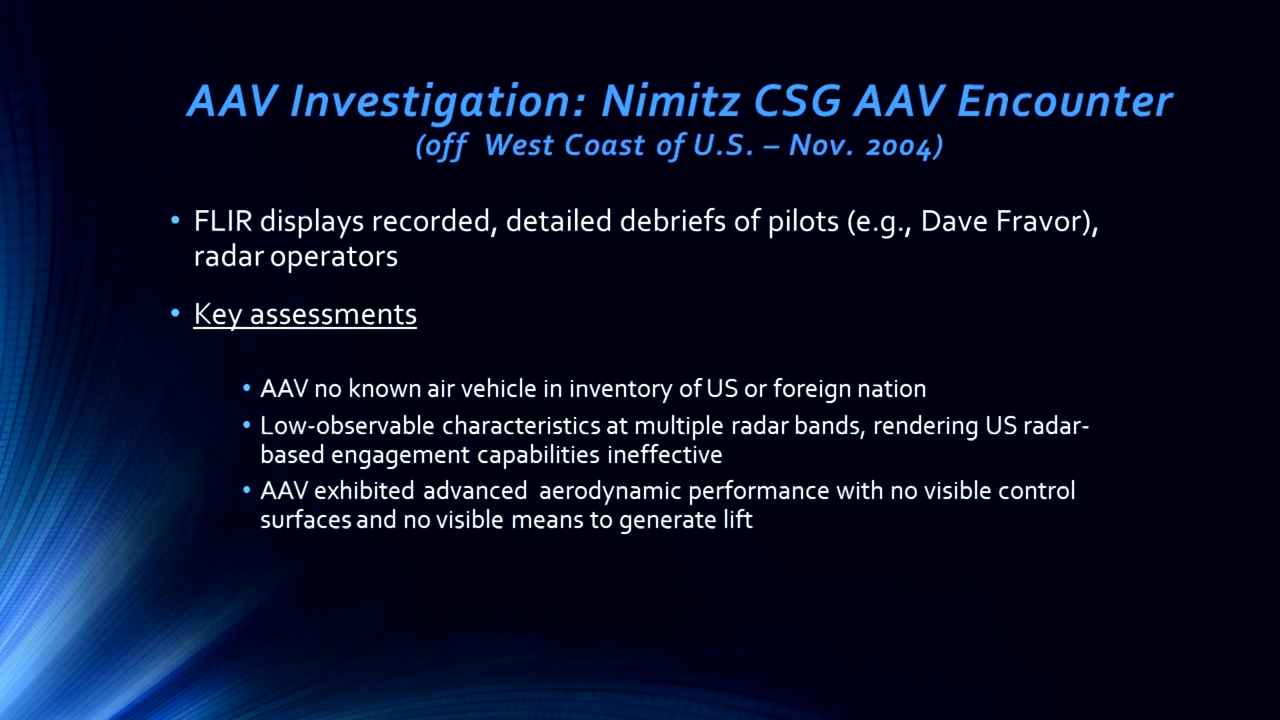 AAV Investigation: Nimitz CSG AAV Encounter
(off West Coast of U.S. – Nov. 2004)
• FLIR displays recorded, detailed debriefs of pilots (e.g., Dave Fravor),
radar operators
• Key assessments
• AAV no known air vehicle in inventory of US or foreign nation
• Low-observable characteristics at multiple radar bands, rendering US radar-
based engagement capabilities ineffective
• AAV exhibited advanced aerodynamic performance with no visible control
surfaces and no visible means to generate lift